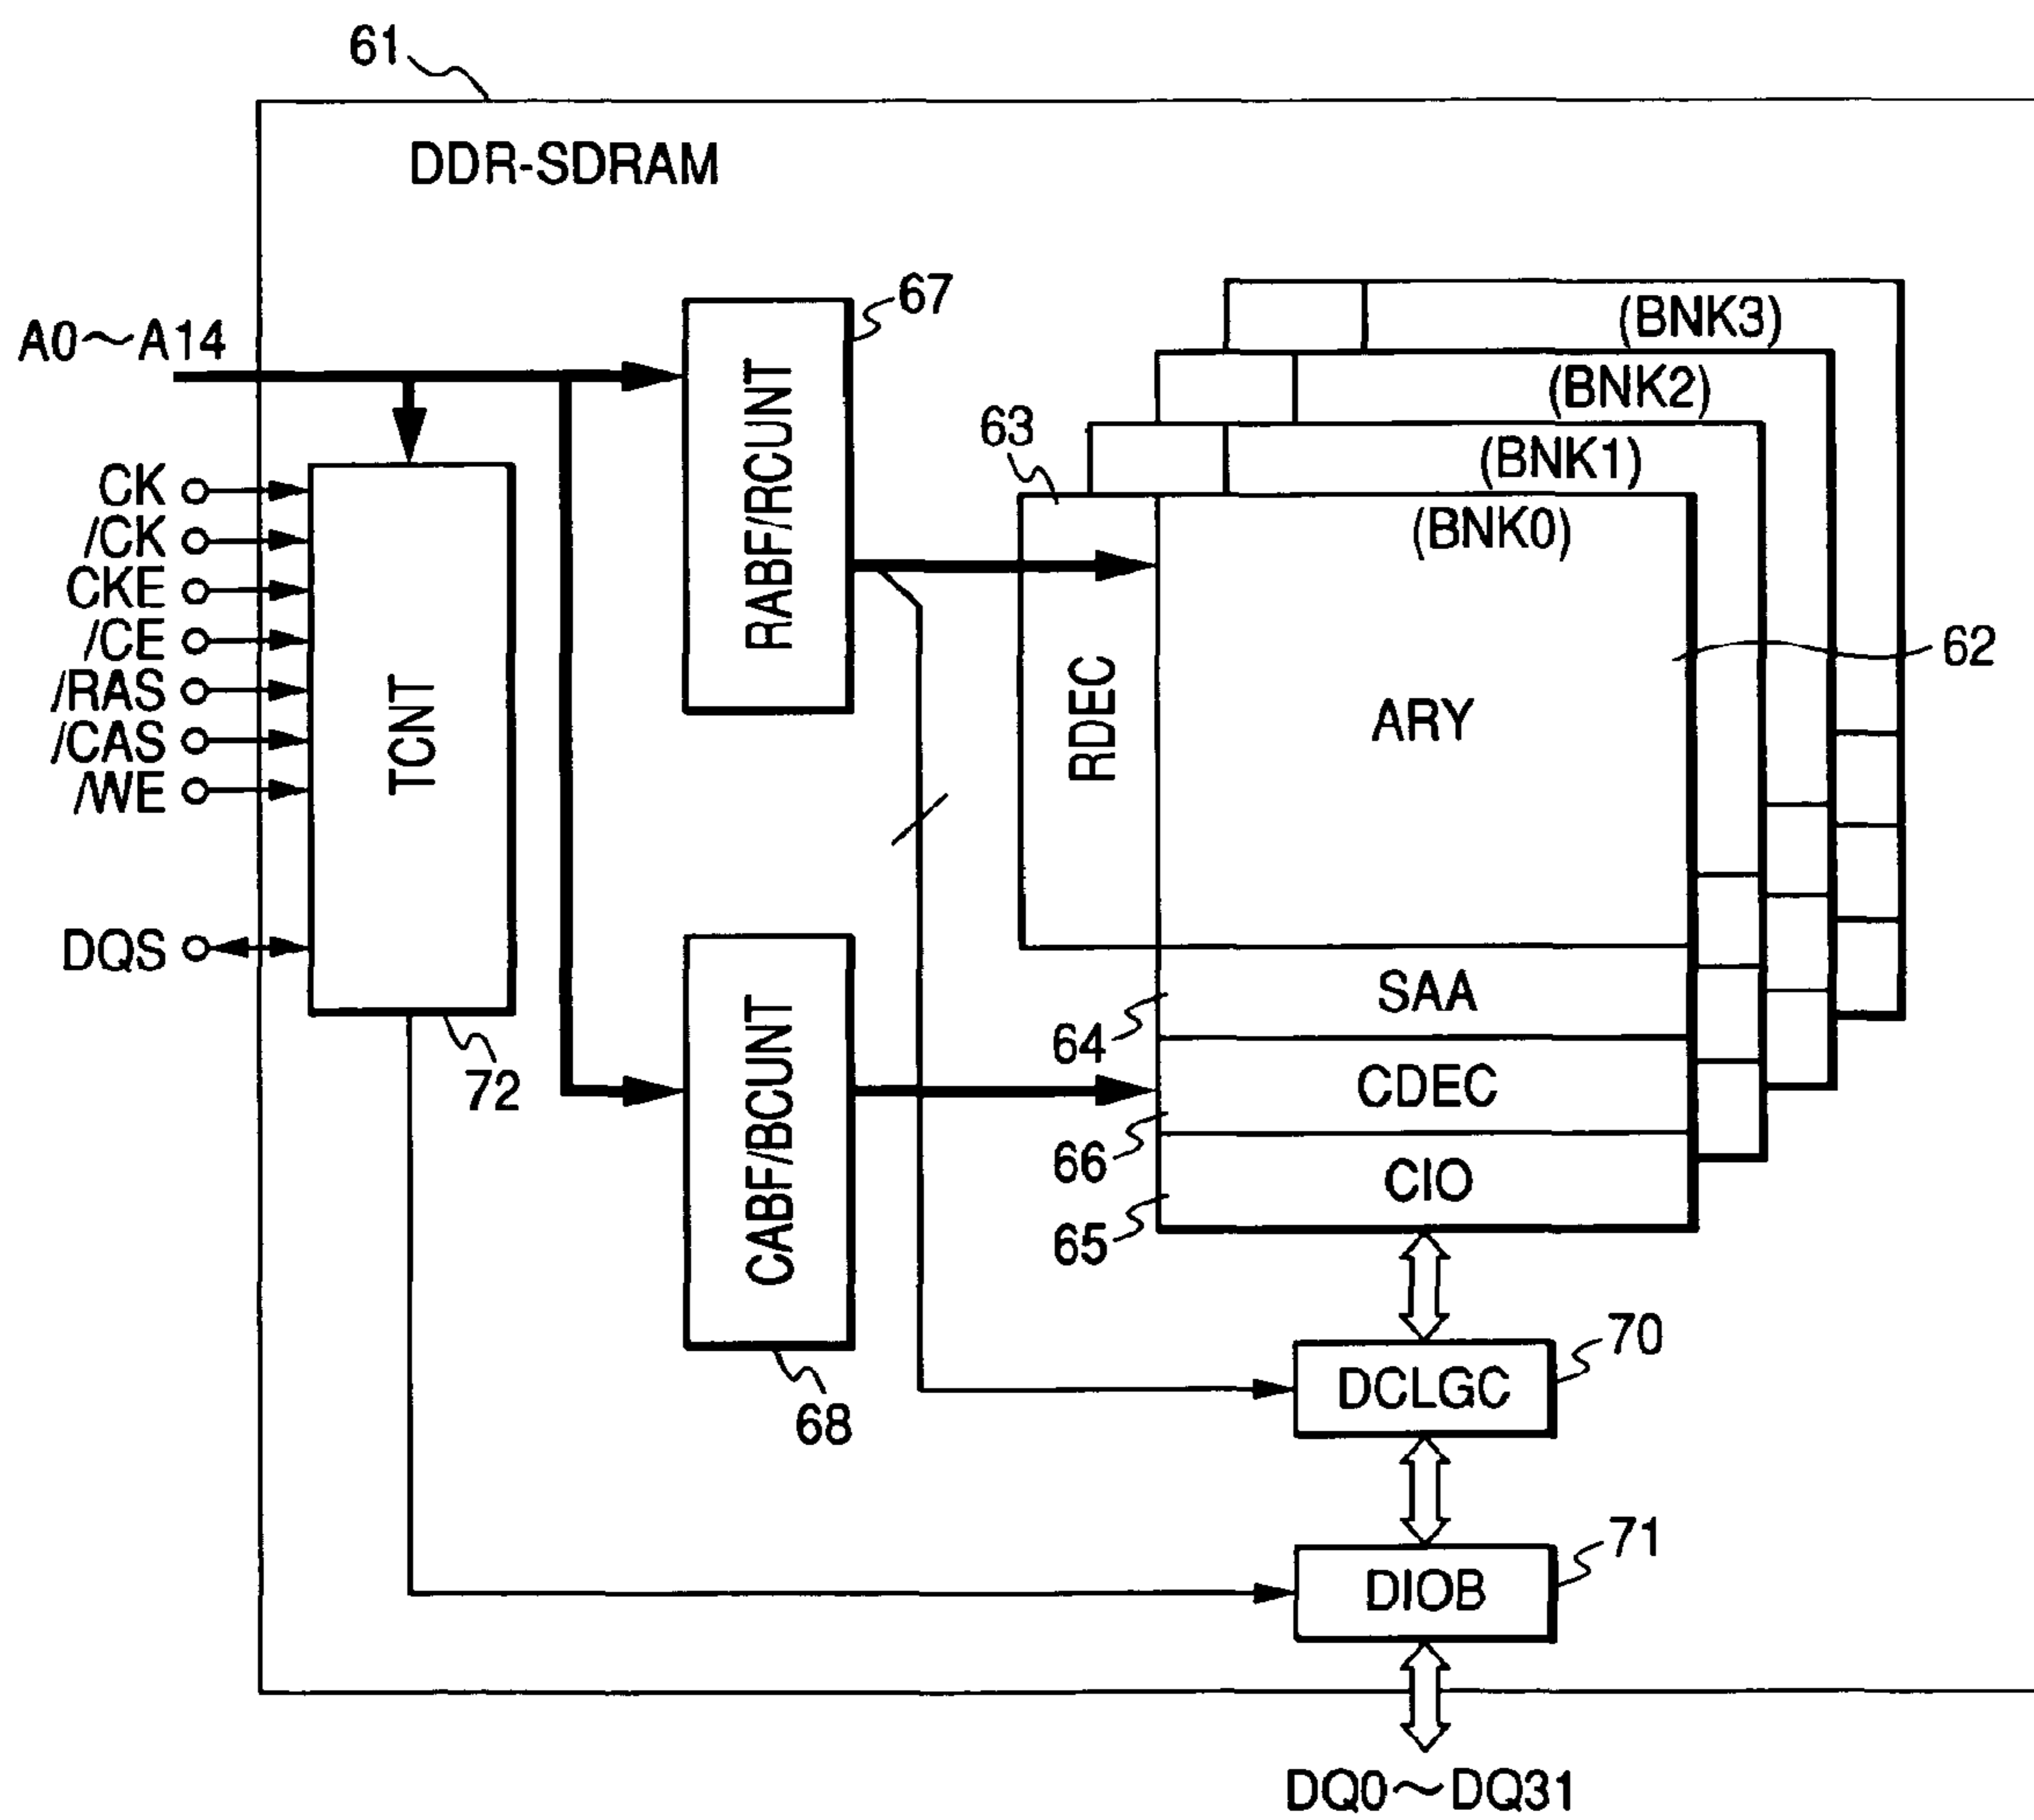 61
DDR-SDRAM
67
A0～A14
(BNK3)
(BNK2)
(BNK1)
(BNK0)
63
CK
/CK
CKE
/CE
/RAS
/CAS
/WE
DQS
TCNT
RABF/RCUNT
RDEC
ARY
62
SAA
64
CDEC
66
CIO
65
72
CABF/BCUNT
68
DCLGC
70
DIOB
71
DQ0～DQ31